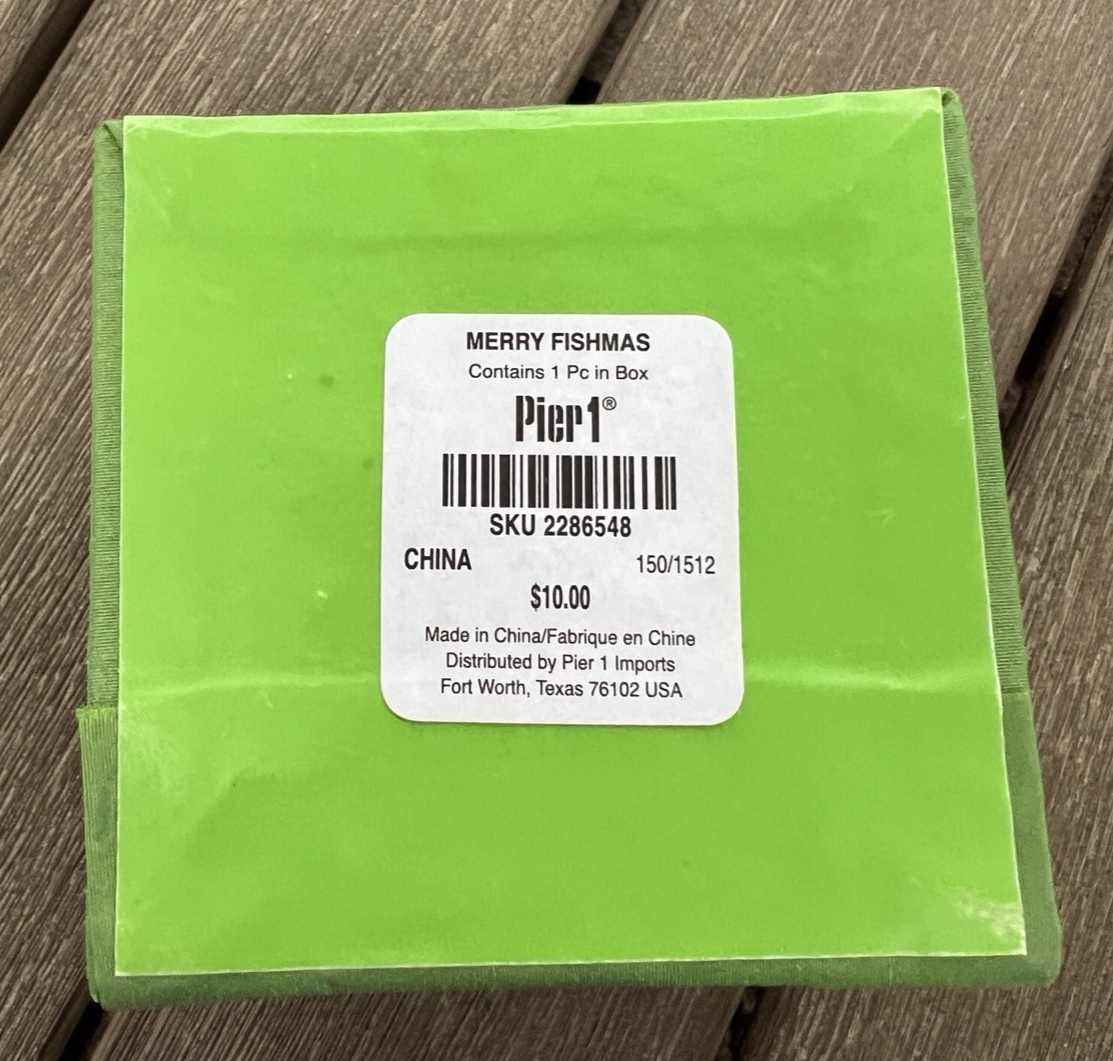 MERRY FISHMAS
Contains 1 Pc in Box
Pier 1®
SKU 2286548
CHINA 150/1512
$10.00
Made in China/Fabrique en Chine
Distributed by Pier 1 Imports
Fort Worth, Texas 76102 USA